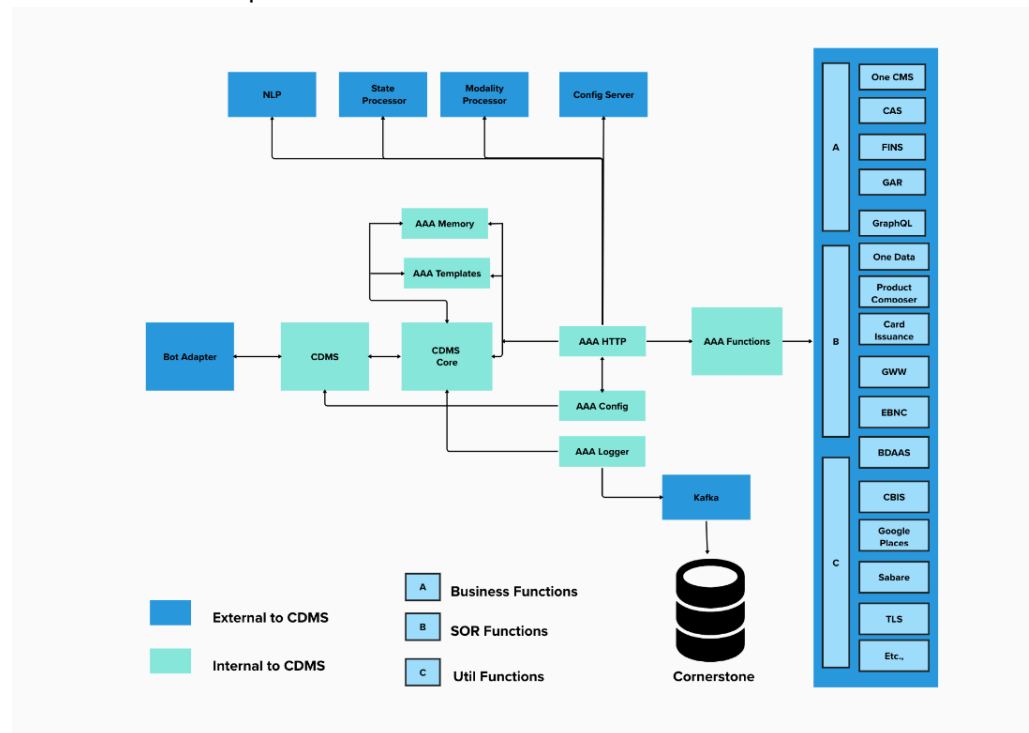 NLP
State
Processor
Modality
Processor
Config Server
AAA Memory
AAA Templates
Bot Adapter
CDMS
CDMS
Core
AAA HTTP
AAA Functions
AAA Config
AAA Logger
Kafka
Cornerstone
A
B
C
One CMS
CAS
FINS
GAR
GraphQL
One Data
Product
Composer
Card
Issuance
GWW
EBNC
BDAAS
CBIS
Google
Places
Sabare
TLS
Etc.,
External to CDMS
Internal to CDMS
A
Business Functions
B
SOR Functions
C
Util Functions